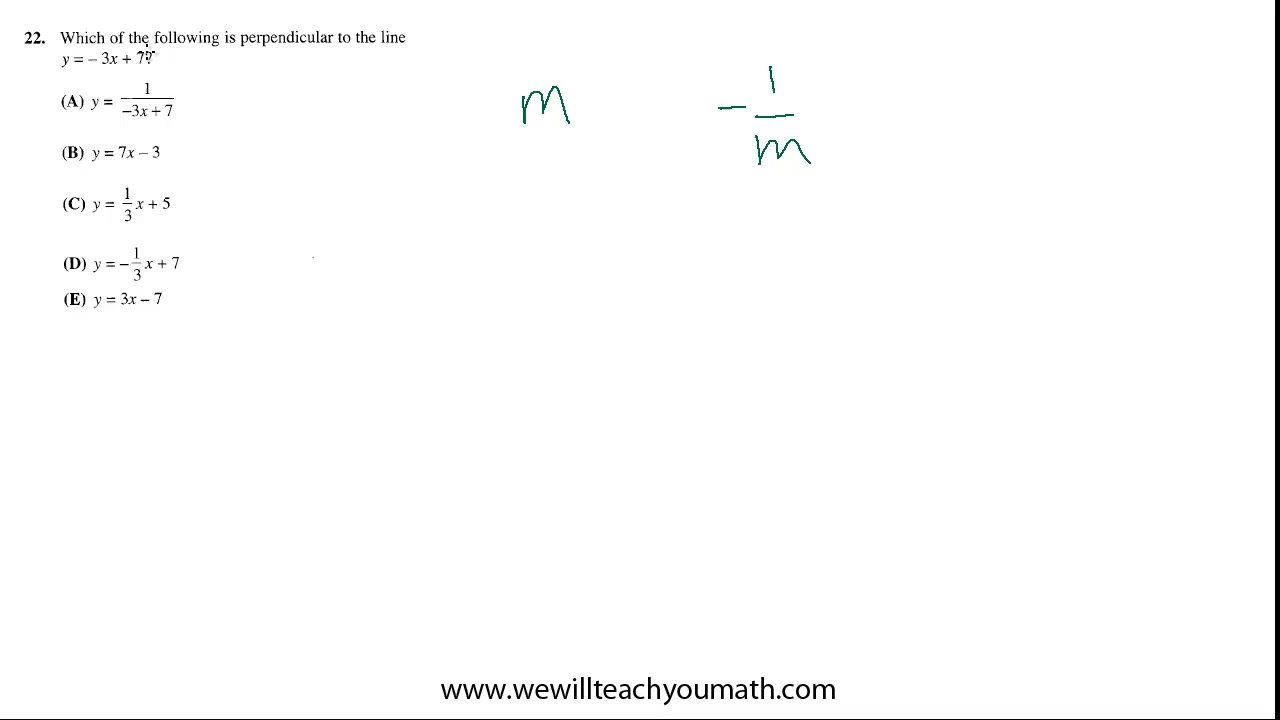 22. Which of the following is perpendicular to the line
y = – 3x + 7?
(A) y = 1/(–3x + 7)
(B) y = 7x – 3
(C) y = 1/3 x + 5
(D) y = – 1/3 x + 7
(E) y = 3x – 7
m   – 1/m
www.wewillteachyoumath.com